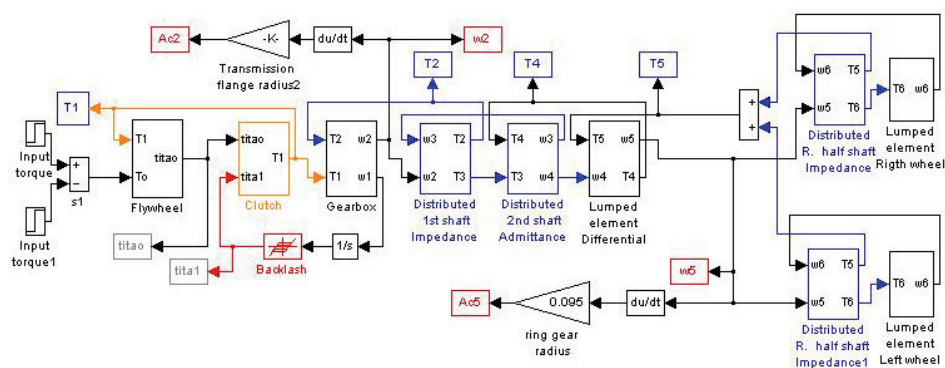 Ac2
-K-
du/dt
w2
Transmission
flange radius2
T2
T4
T5
T1
Input
torque
s1
Input
torque1
T1
To
titao
Flywheel
titao
tita1
T1
Clutch
T2
w2
T1
w1
Gearbox
w3
T2
w2
T3
Distributed
1st shaft
Impedance
T4
w3
T3
w4
Distributed
2nd shaft
Admittance
T5
w5
w4
T4
Lumped
element
Differential
w6
T5
w5
T6
Distributed
R. half shaft
Impedance
T6
w6
Lumped
element
Rigth wheel
titao
tita1
Backlash
1/s
w5
Ac5
0.095
du/dt
ring gear
radius
w6
T5
w5
T6
Distributed
R. half shaft
Impedance1
T6
w6
Lumped
element
Left wheel